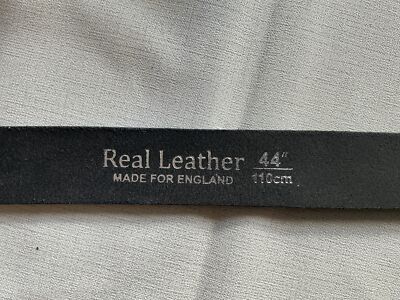 Real Leather 44"
MADE FOR ENGLAND 110cm